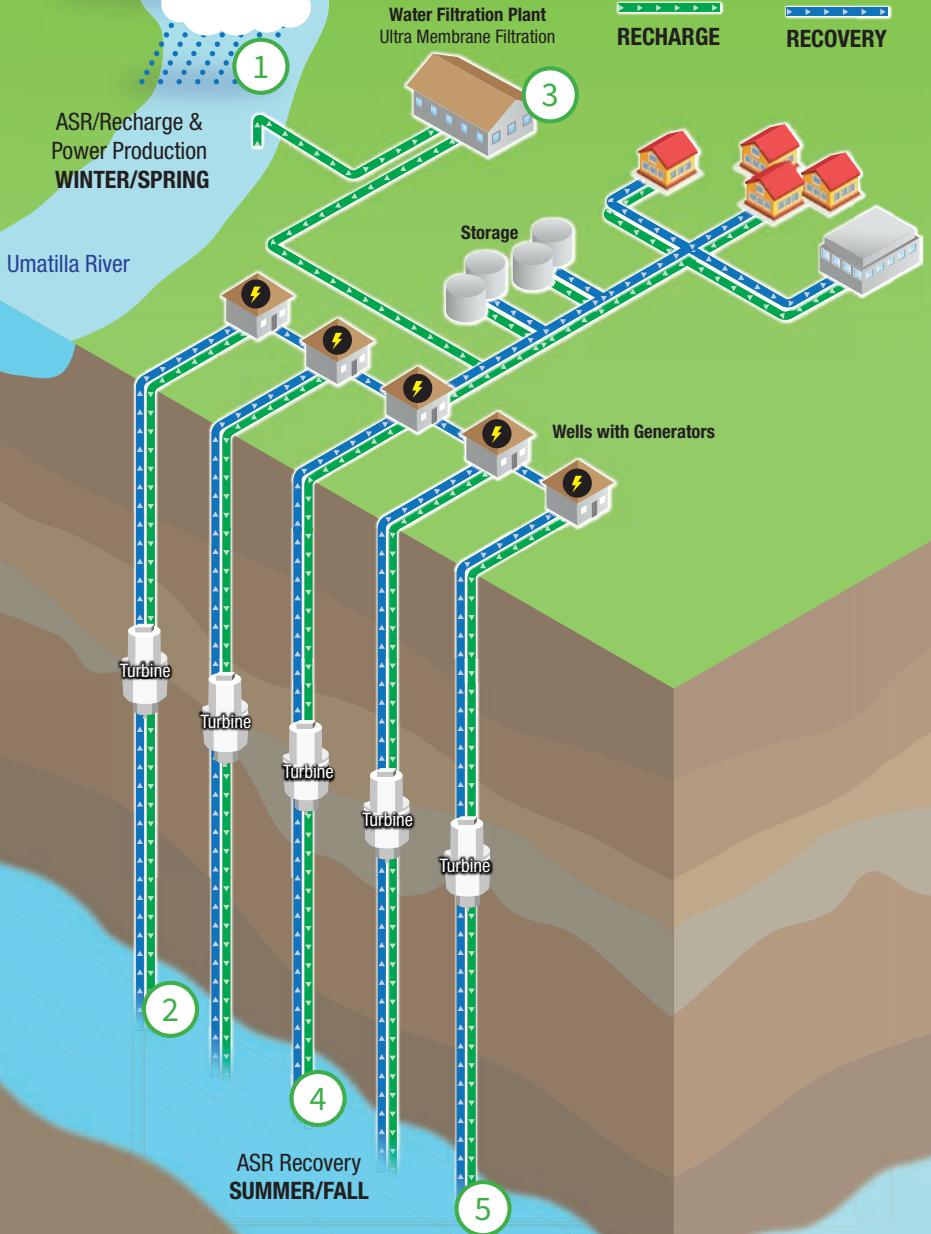 Water Filtration Plant
Ultra Membrane Filtration
RECHARGE
RECOVERY
1
3
ASR/Recharge &
Power Production
WINTER/SPRING
Umatilla River
Storage
Wells with Generators
Turbine
Turbine
Turbine
Turbine
Turbine
2
4
ASR Recovery
SUMMER/FALL
5